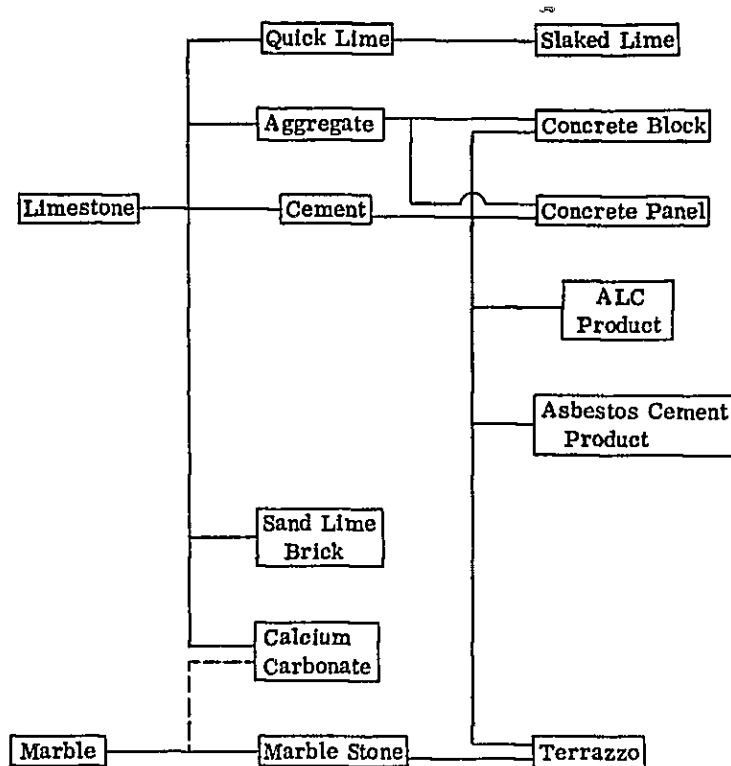 Quick Lime
Slaked Lime
Aggregate
Concrete Block
Limestone
Cement
Concrete Panel
ALC
Product
Asbestos Cement
Product
Sand Lime
Brick
Calcium
Carbonate
Marble
Marble Stone
Terrazzo